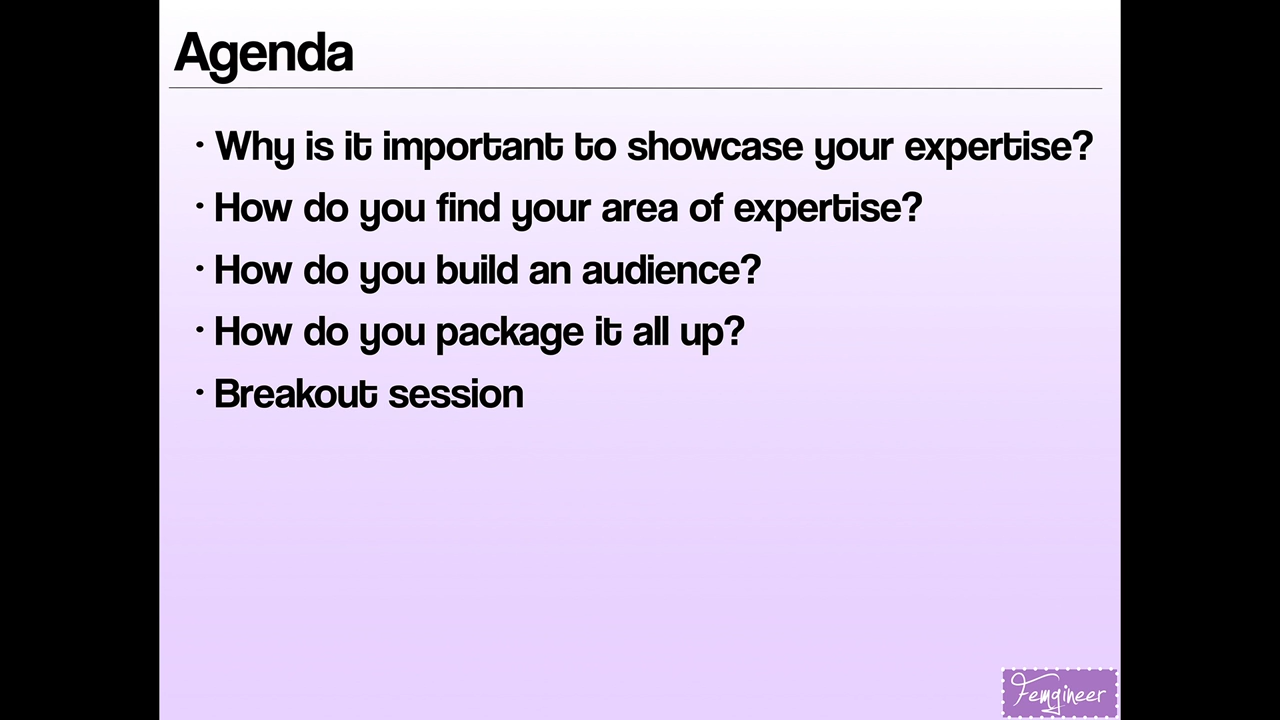 Agenda
· Why is it important to showcase your expertise?
· How do you find your area of expertise?
· How do you build an audience?
· How do you package it all up?
· Breakout session
Femgineer